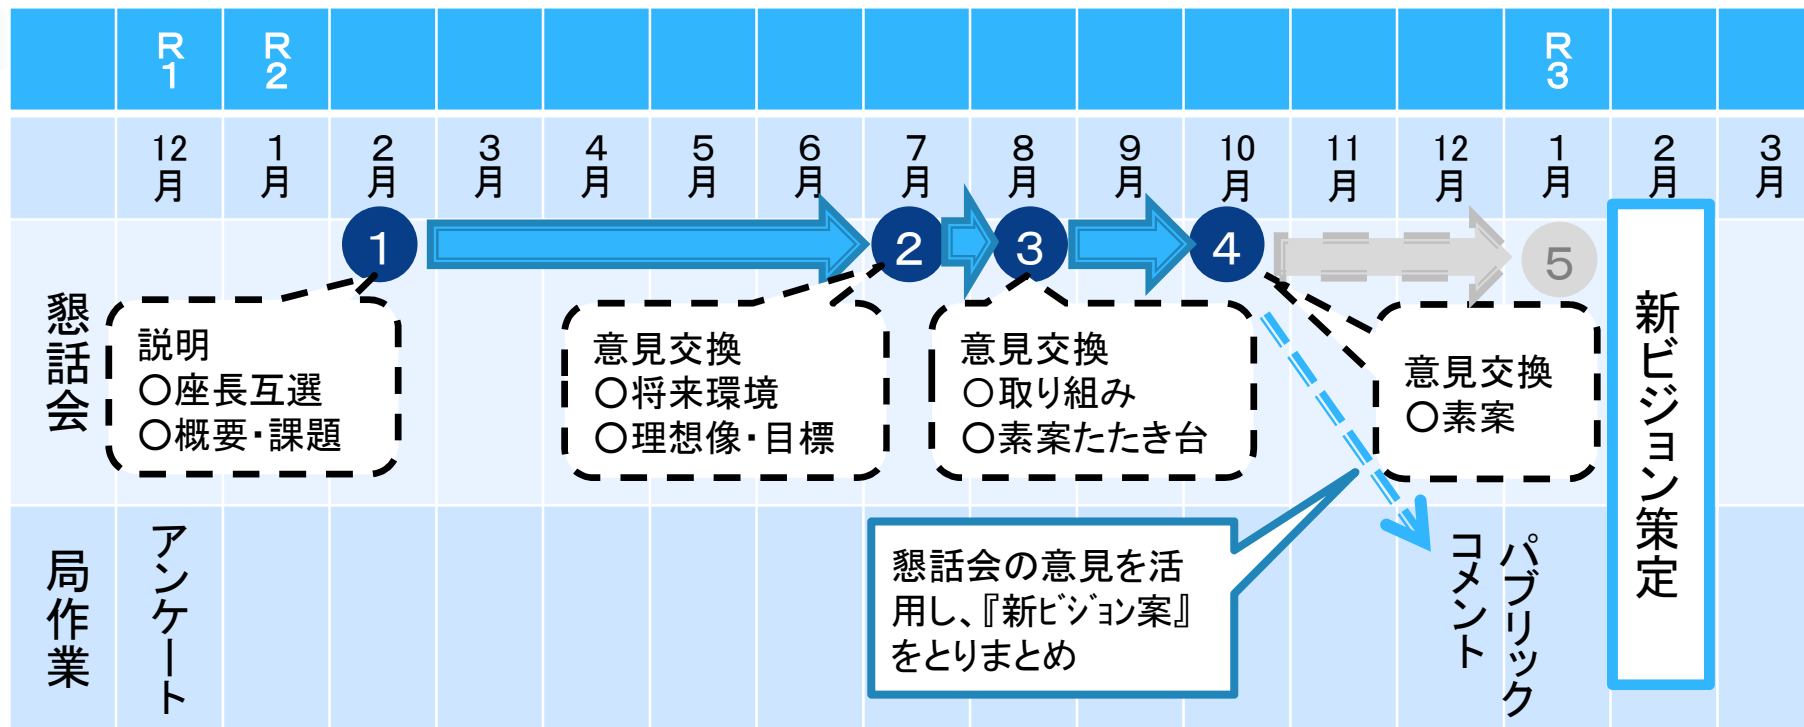 R1
R2
R3
12月
1月
2月
3月
4月
5月
6月
7月
8月
9月
10月
11月
12月
1月
2月
3月
懇話会
1
2
3
4
5
説明
○座長互選
○概要・課題
意見交換
○将来環境
○理想像・目標
意見交換
○取り組み
○素案たたき台
意見交換
○素案
新ビジョン策定
局作業
アンケート
懇話会の意見を活
用し、『新ﾋﾞｼﾞｮﾝ案』
をとりまとめ
パブリック
コメント